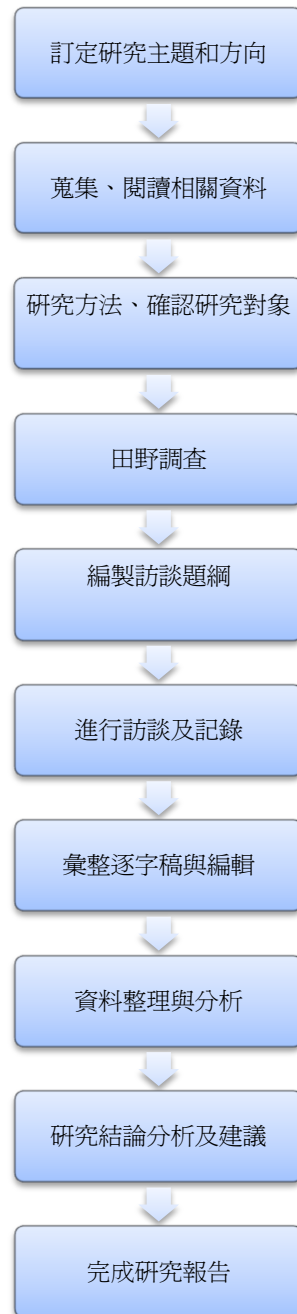 訂定研究主題和方向
蒐集、閱讀相關資料
研究方法、確認研究對象
田野調查
編製訪談題綱
進行訪談及記錄
彙整逐字稿與編輯
資料整理與分析
研究結論分析及建議
完成研究報告